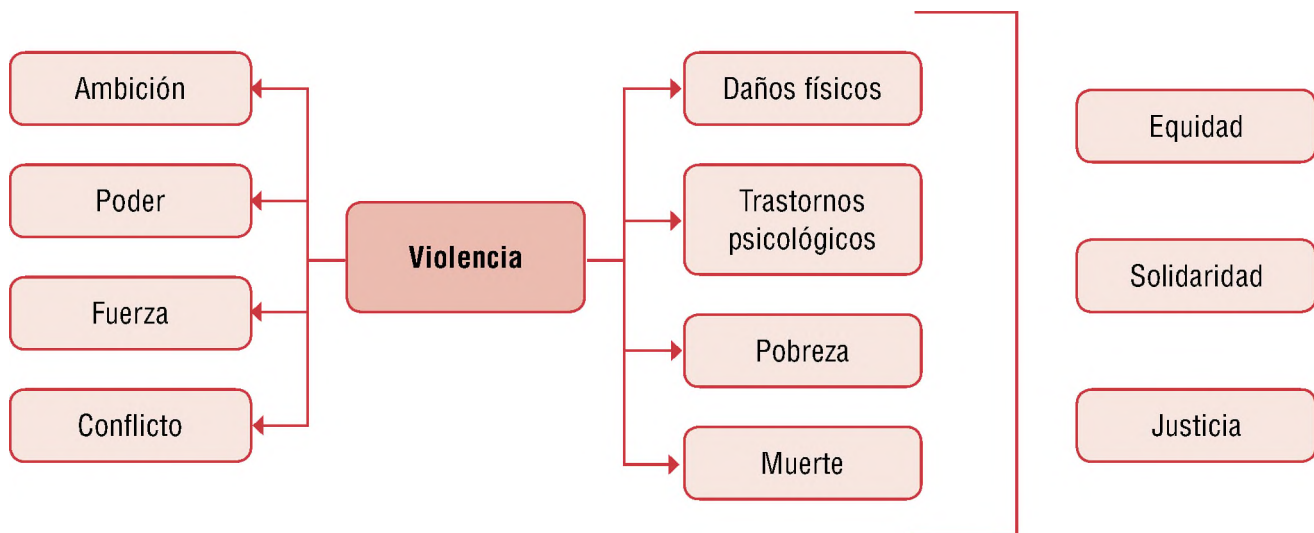 Ambición
Poder
Fuerza
Conflicto
Violencia
Daños físicos
Trastornos
psicológicos
Pobreza
Muerte
Equidad
Solidaridad
Justicia